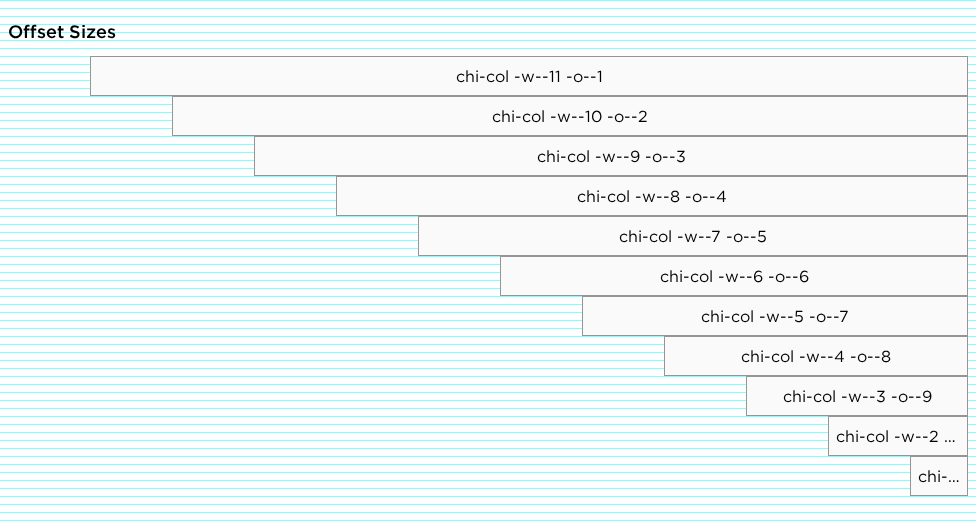 Offset Sizes
chi-col -w--11 -o--1
chi-col -w--10 -o--2
chi-col -w--9 -o--3
chi-col -w--8 -o--4
chi-col -w--7 -o--5
chi-col -w--6 -o--6
chi-col -w--5 -o--7
chi-col -w--4 -o--8
chi-col -w--3 -o--9
chi-col -w--2 ...
chi-...